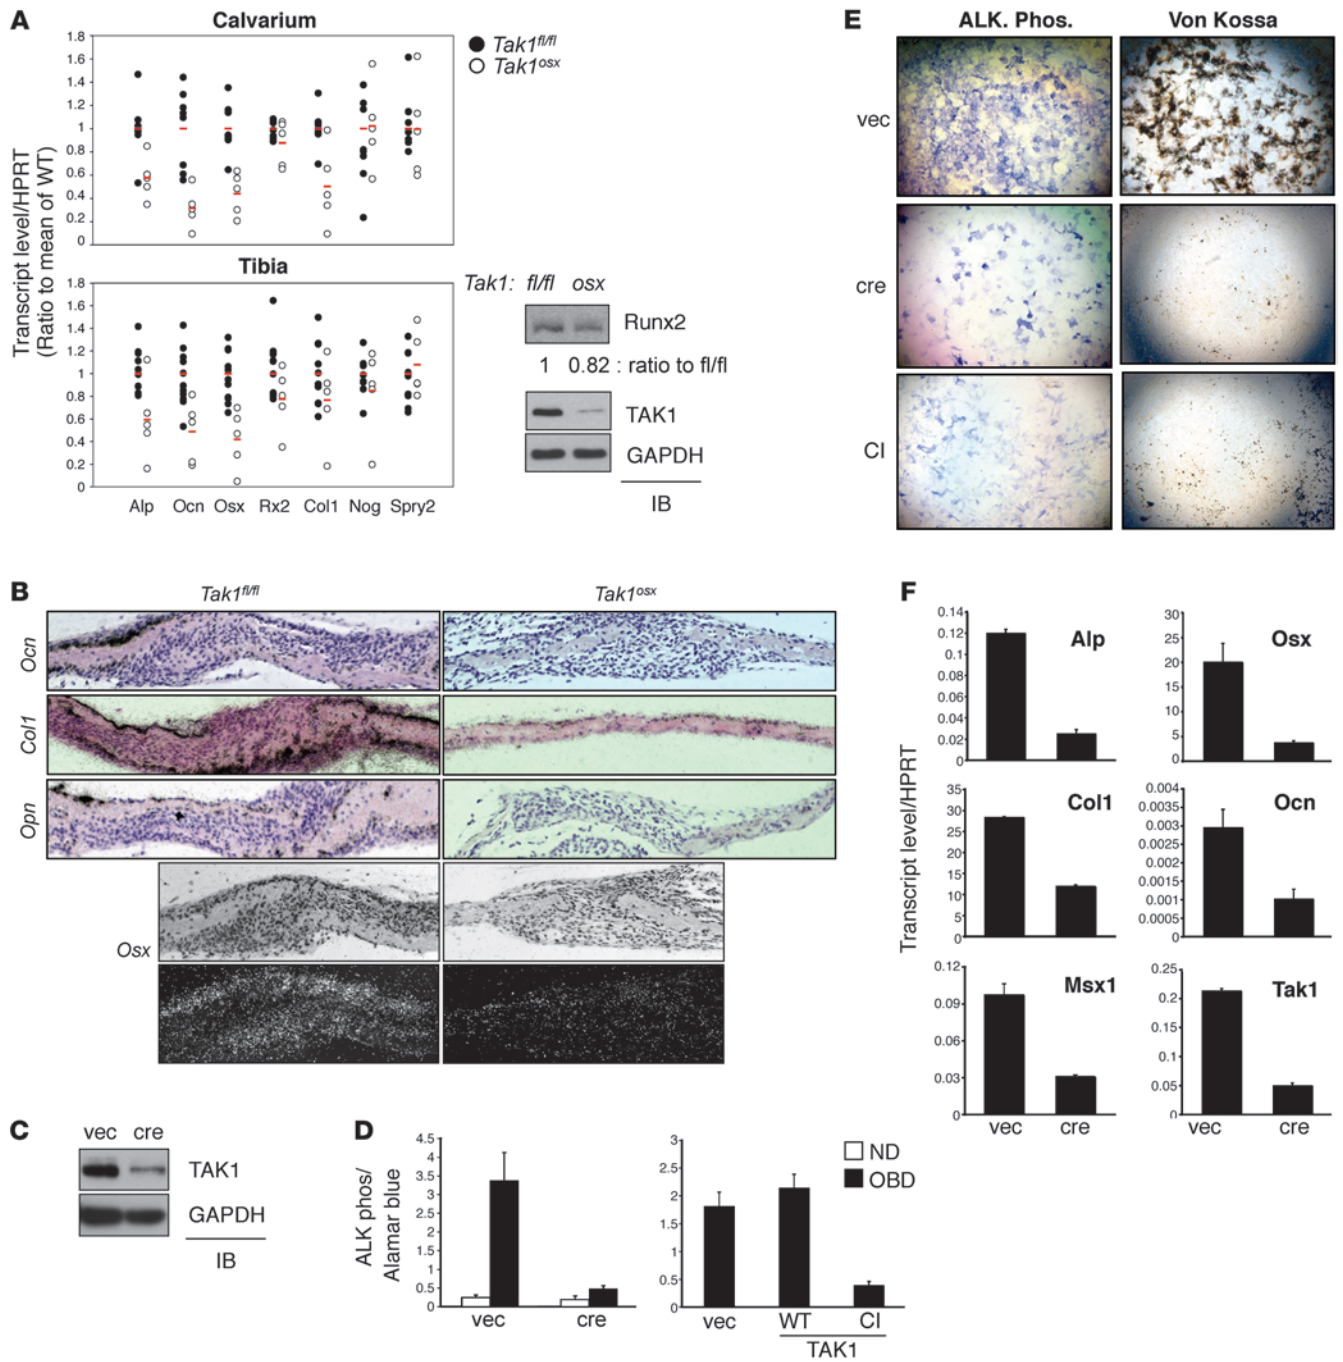 A
Calvarium
Transcript level/HPRT
(Ratio to mean of WT)
1.8
1.6
1.4
1.2
1
0.8
0.6
0.4
0.2
0
Tak1fl/fl
Tak1osx
Tibia
1.8
1.6
1.4
1.2
1
0.8
0.6
0.4
0.2
0
Alp Ocn Osx Rx2 Col1 Nog Spry2
Tak1: fl/fl osx
Runx2
1 0.82 : ratio to fl/fl
TAK1
GAPDH
IB
B
Tak1fl/fl Tak1osx
Ocn
Col1
Opn
Osx
C
vec cre
TAK1
GAPDH
IB
D
ALK phos/
Alamar blue
4.5
4
3.5
3
2.5
2
1.5
1
0.5
0
vec cre
3
2.5
2
1.5
1
0.5
0
vec WT CI
TAK1
ND
OBD
E
ALK. Phos. Von Kossa
vec
cre
CI
F
Transcript level/HPRT
0.14
0.12
0.1
0.08
0.06
0.04
0.02
0
Alp
30
25
20
15
10
5
0
Osx
35
30
25
20
15
10
5
0
Col1
0.004
0.0035
0.003
0.0025
0.002
0.0015
0.001
0.0005
0
Ocn
0.12
0.09
0.06
0.03
0
Msx1
vec cre
0.25
0.2
0.15
0.1
0.05
0
Tak1
vec cre